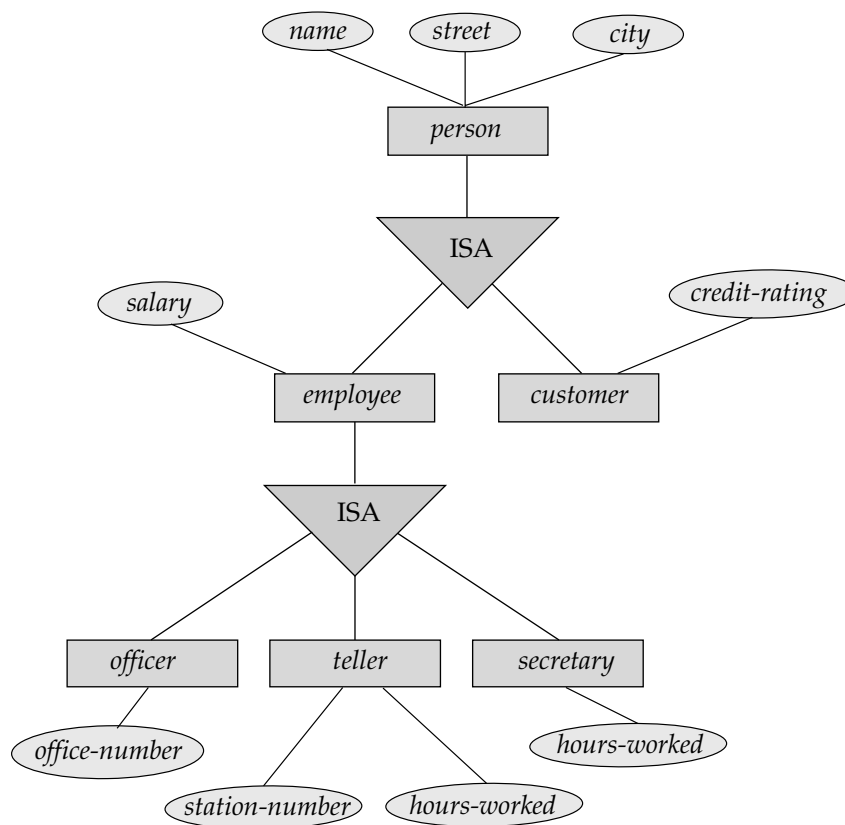 name
street
city
person
ISA
salary
credit-rating
employee
customer
ISA
officer
teller
secretary
office-number
hours-worked
station-number
hours-worked